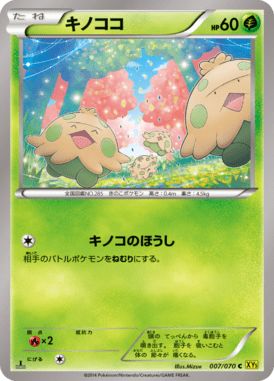 たね キノココ HP60
全国図鑑NO.285 きのこポケモン 高さ：0.4m 重さ：4.5kg
キノコのほうし
相手のバトルポケモンをねむりにする。
弱点 ×2 抵抗力
にげる
Illus.Mizue 007/070 C XY5
©2014 Pokémon/Nintendo/Creatures/GAME FREAK.